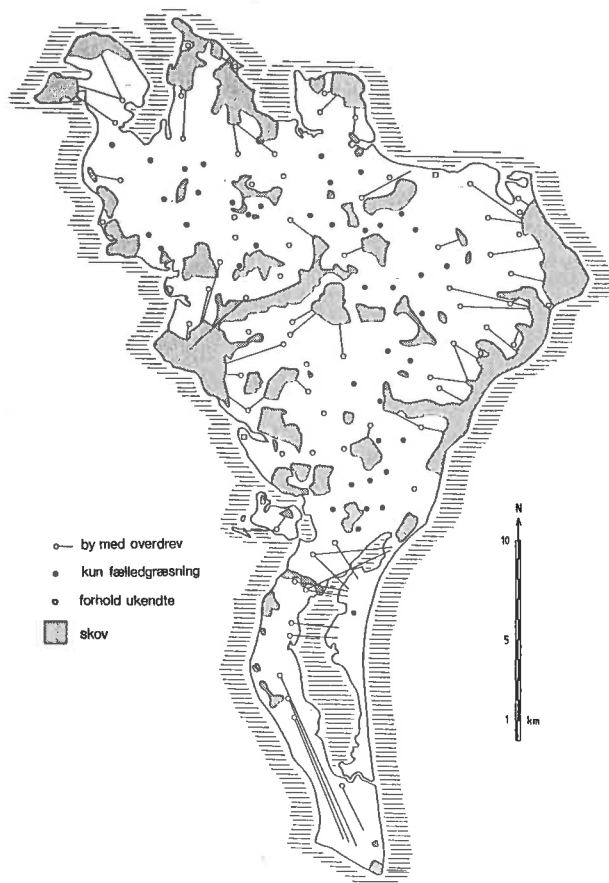 by med overdrev
kun fælledgræsning
forhold ukendte
skov
N
10
5
1 km